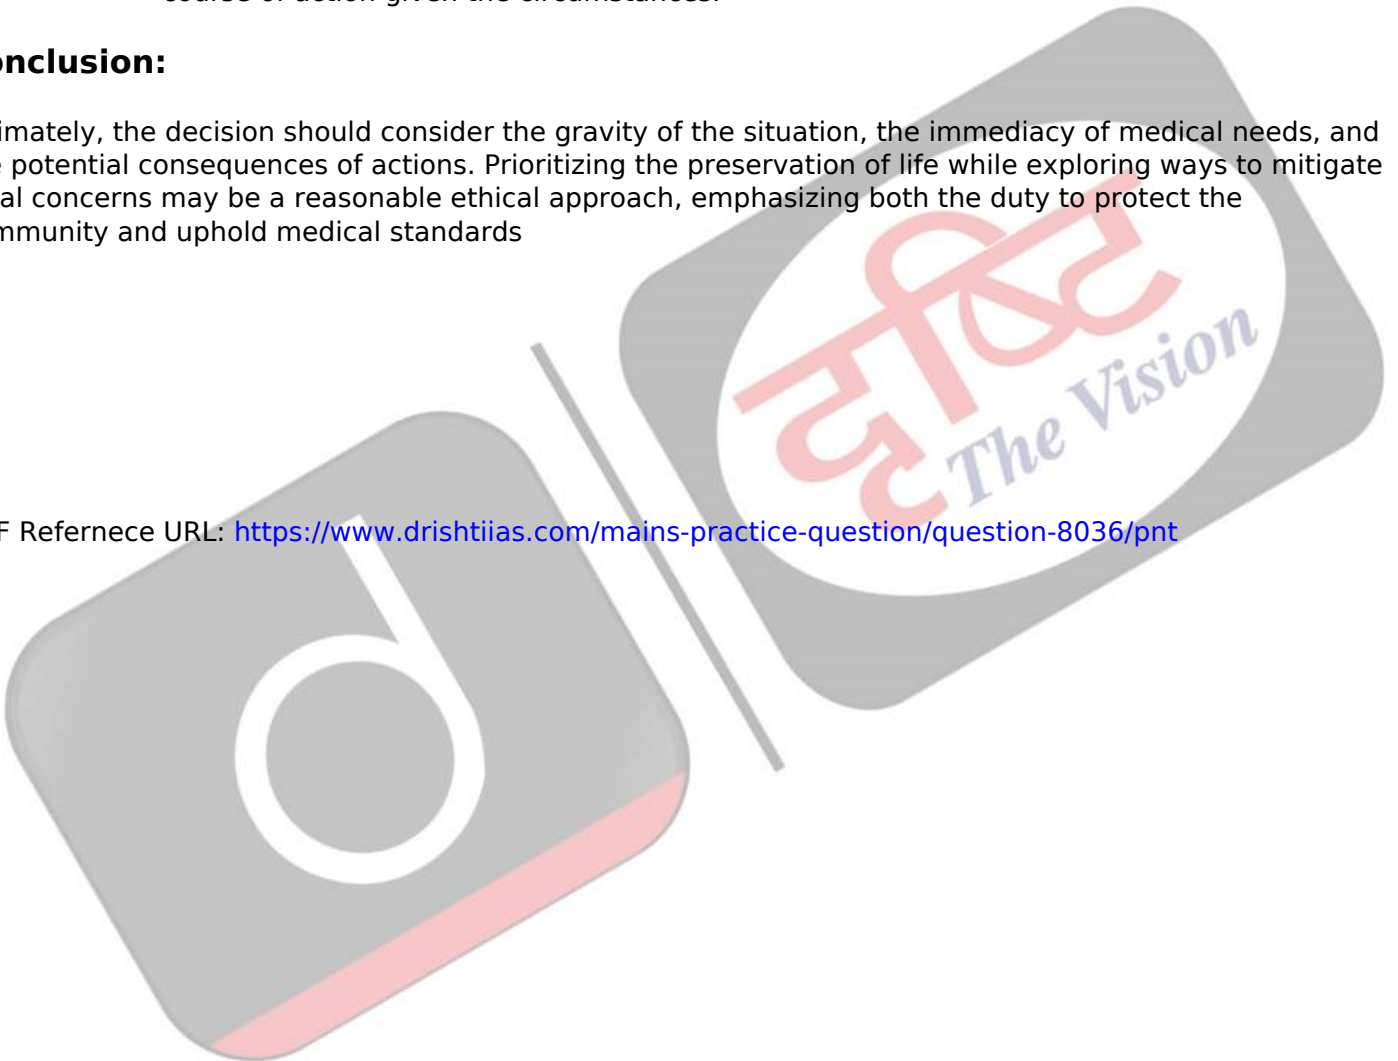 course of action given the circumstances.
onclusion:
imately, the decision should consider the gravity of the situation, the immediacy of medical needs, and
e potential consequences of actions. Prioritizing the preservation of life while exploring ways to mitigate
al concerns may be a reasonable ethical approach, emphasizing both the duty to protect the
mmunity and uphold medical standards
दृष्टि
The Vision
F Refernece URL: https://www.drishtiias.com/mains-practice-question/question-8036/pnt